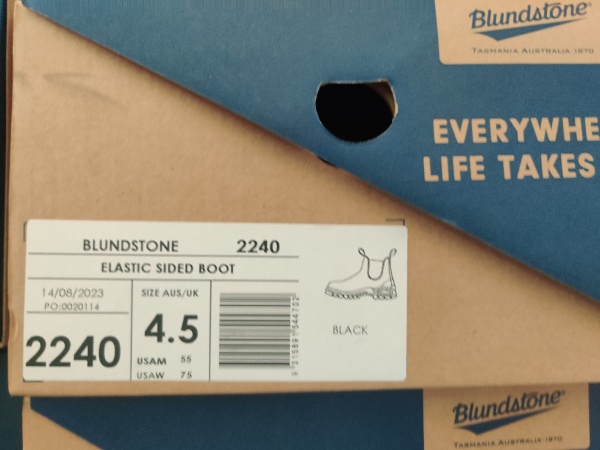 Blundstone
TASMANIA AUSTRALIA 1870
EVERYWHE
LIFE TAKES
BLUNDSTONE 2240
ELASTIC SIDED BOOT
14/08/2023
PO:0020114
SIZE AUS/UK
2240
4.5
USAM 55
USAW 75
BLACK
Blundstone
TASMANIA AUSTRALIA 1870